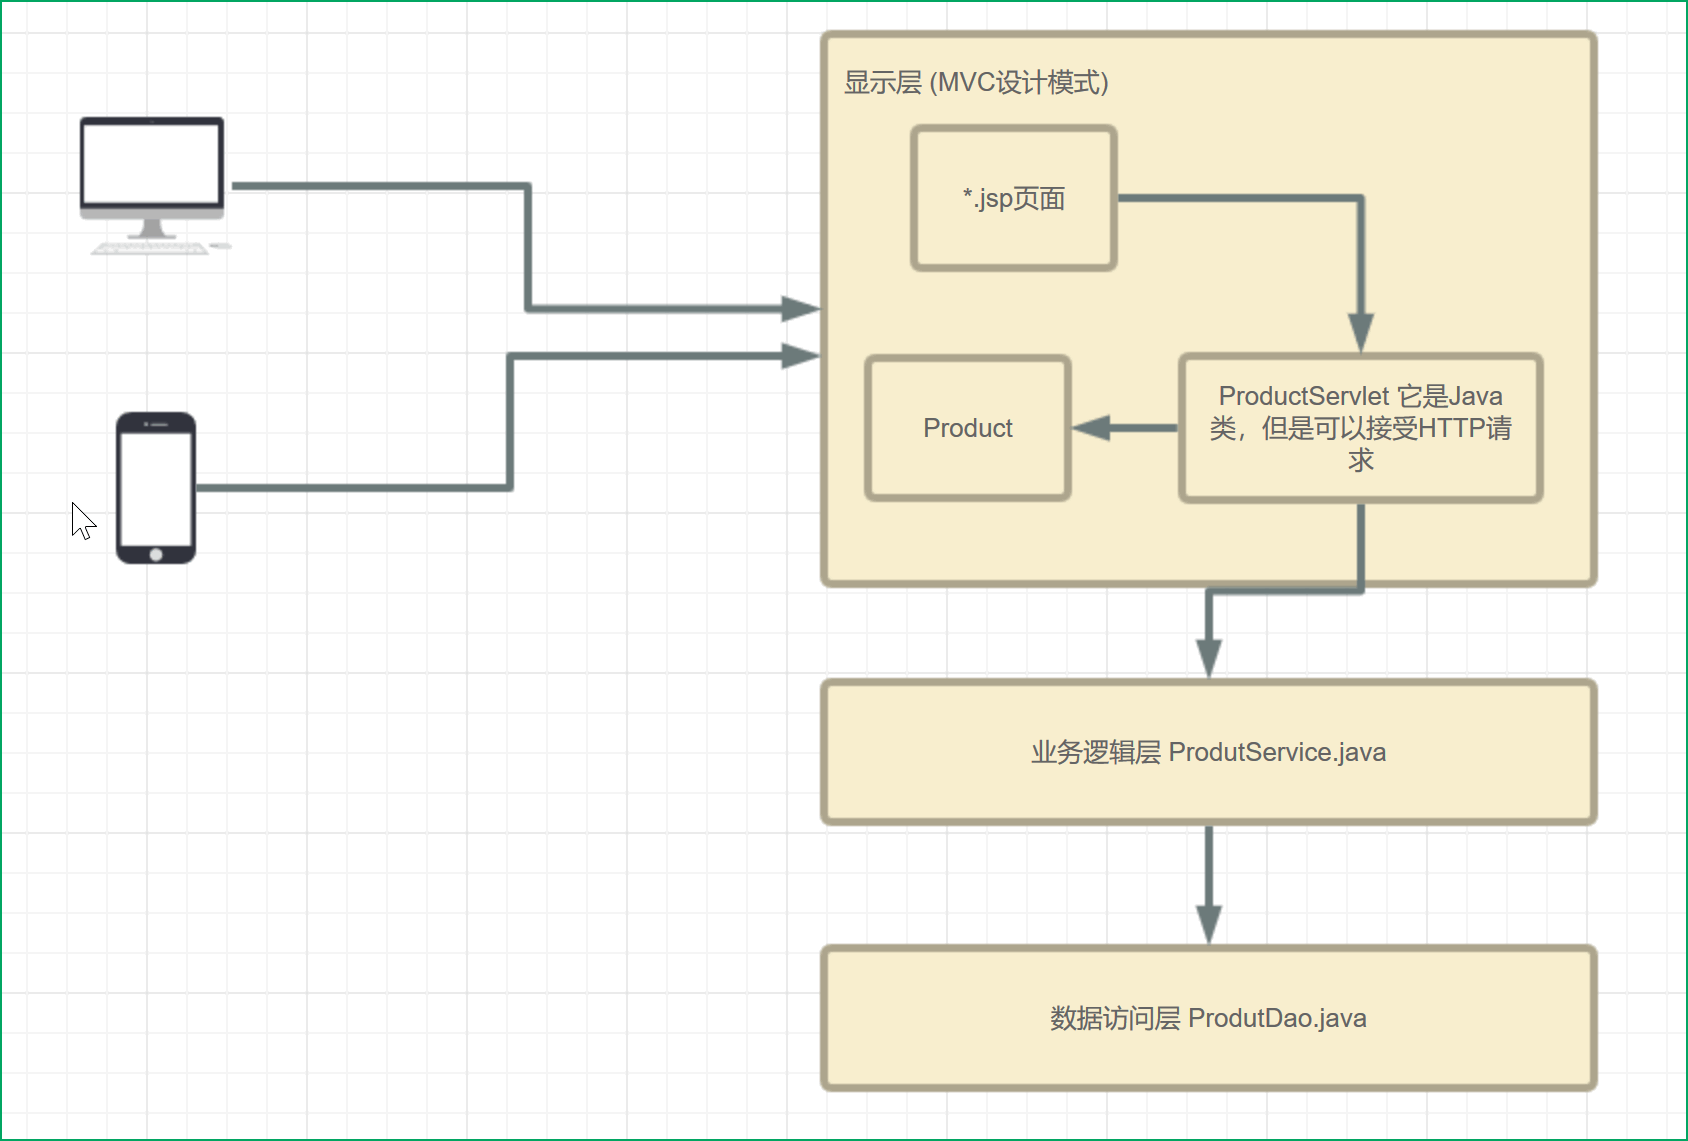 显示层 (MVC设计模式)
*.jsp页面
Product
ProductServlet 它是Java
类，但是可以接受HTTP请
求
业务逻辑层 ProdutService.java
数据访问层 ProdutDao.java